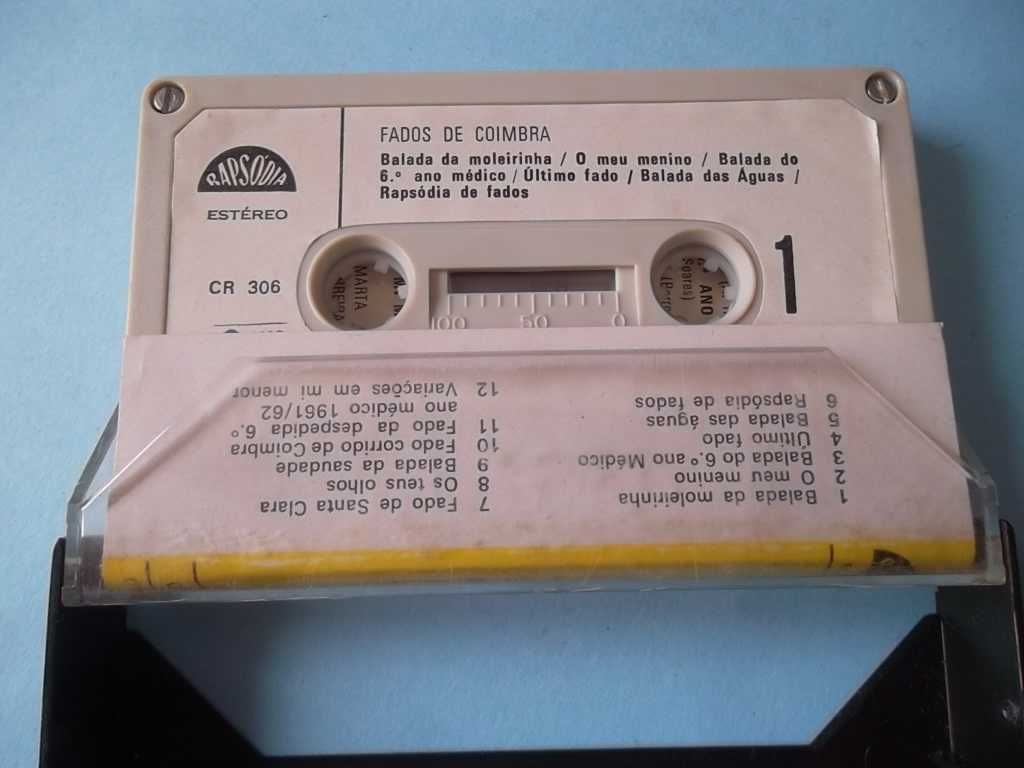 RAPSÓDIA
ESTÉREO
CR 306
FADOS DE COIMBRA
Balada da moleirinha / O meu menino / Balada do
6.º ano médico / Último fado / Balada das Águas /
Rapsódia de fados
1
MARTA
ANO
Soares)
100 50 0
1 Balada da moleirinha
2 O meu menino
3 Balada do 6.º ano Médico
4 Último fado
5 Balada das águas
6 Rapsódia de fados
7 Fado de Santa Clara
8 Os teus olhos
9 Balada da saudade
10 Fado corrido de Coimbra
11 Fado da despedida 6.º
ano médico 1961/62
12 Variações em mi menor